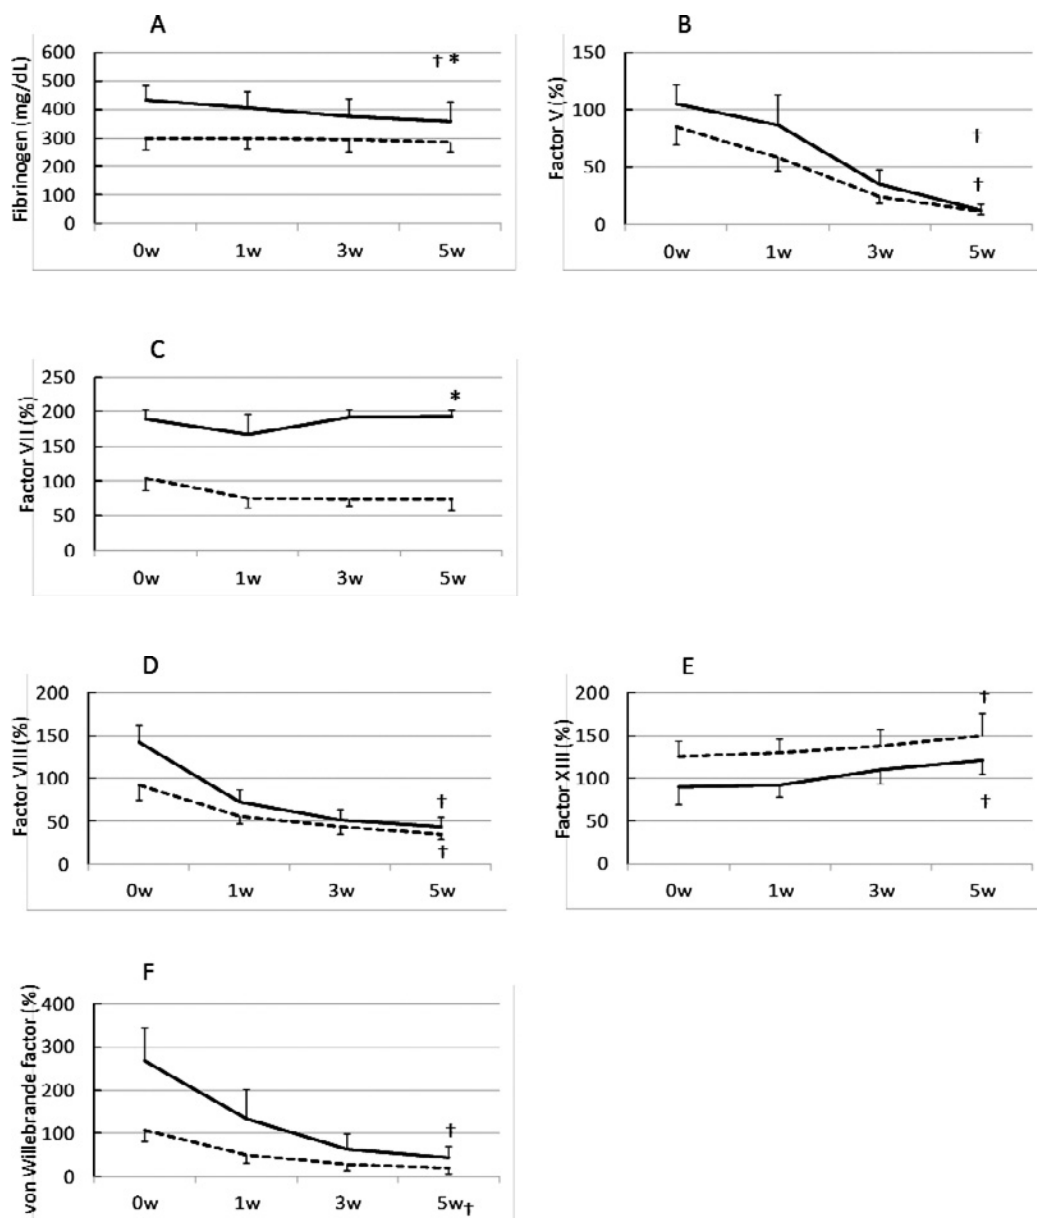 A
Fibrinogen (mg/dL)
600
500
400
300
200
100
0
† *
0w 1w 3w 5w
B
Factor V (%)
150
100
50
0
†
†
0w 1w 3w 5w
C
Factor VII (%)
250
200
150
100
50
0
*
0w 1w 3w 5w
D
Factor VIII (%)
200
150
100
50
0
†
†
0w 1w 3w 5w
E
Factor XIII (%)
200
150
100
50
0
†
†
0w 1w 3w 5w
F
von Willebrande factor (%)
400
300
200
100
0
†
0w 1w 3w 5w†